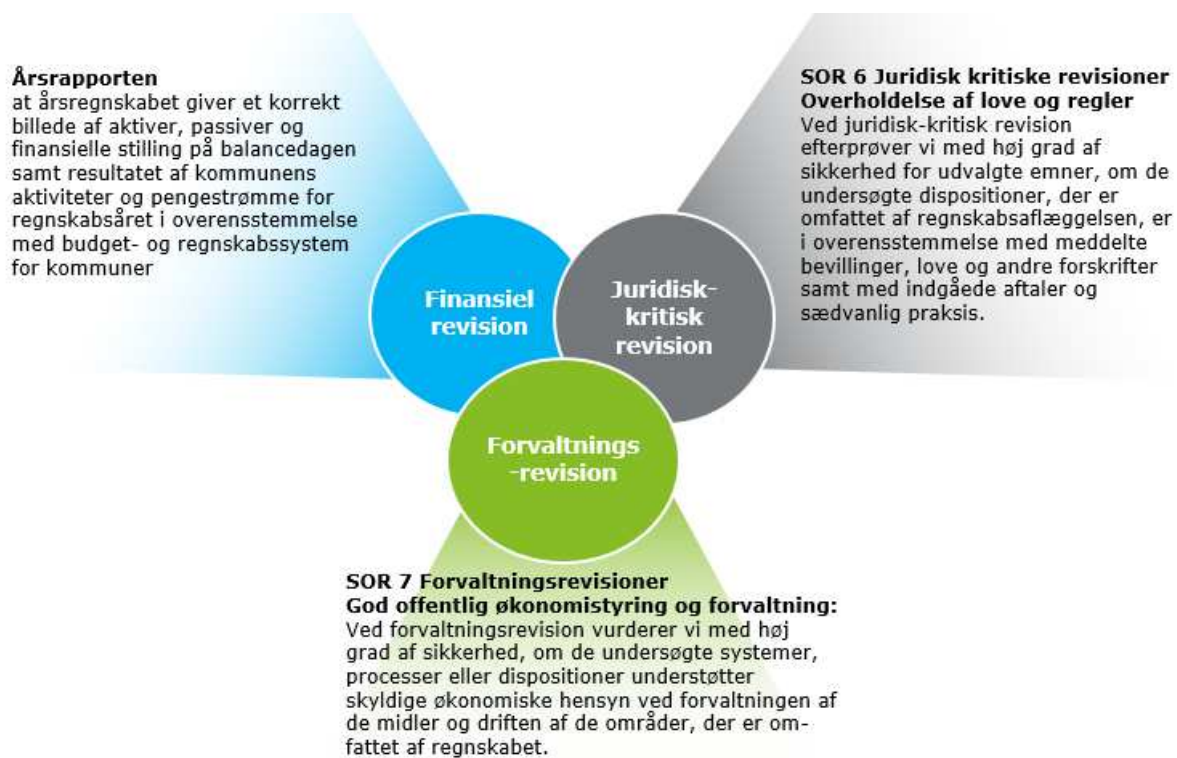 Årsrapporten
at årsregnskabet giver et korrekt
billede af aktiver, passiver og
finansielle stilling på balancedagen
samt resultatet af kommunens
aktiviteter og pengestrømme for
regnskabsåret i overensstemmelse
med budget- og regnskabssystem
for kommuner
SOR 6 Juridisk kritiske revisioner
Overholdelse af love og regler
Ved juridisk-kritisk revision
efterprøver vi med høj grad af
sikkerhed for udvalgte emner, om de
undersøgte dispositioner, der er
omfattet af regnskabsaflæggelsen, er
i overensstemmelse med meddelte
bevillinger, love og andre forskrifter
samt med indgåede aftaler og
sædvanlig praksis.
Finansiel
revision
Juridisk-
kritisk
revision
Forvaltnings
-revision
SOR 7 Forvaltningsrevisioner
God offentlig økonomistyring og forvaltning:
Ved forvaltningsrevision vurderer vi med høj
grad af sikkerhed, om de undersøgte systemer,
processer eller dispositioner understøtter
skyldige økonomiske hensyn ved forvaltningen af
de midler og driften af de områder, der er om-
fattet af regnskabet.